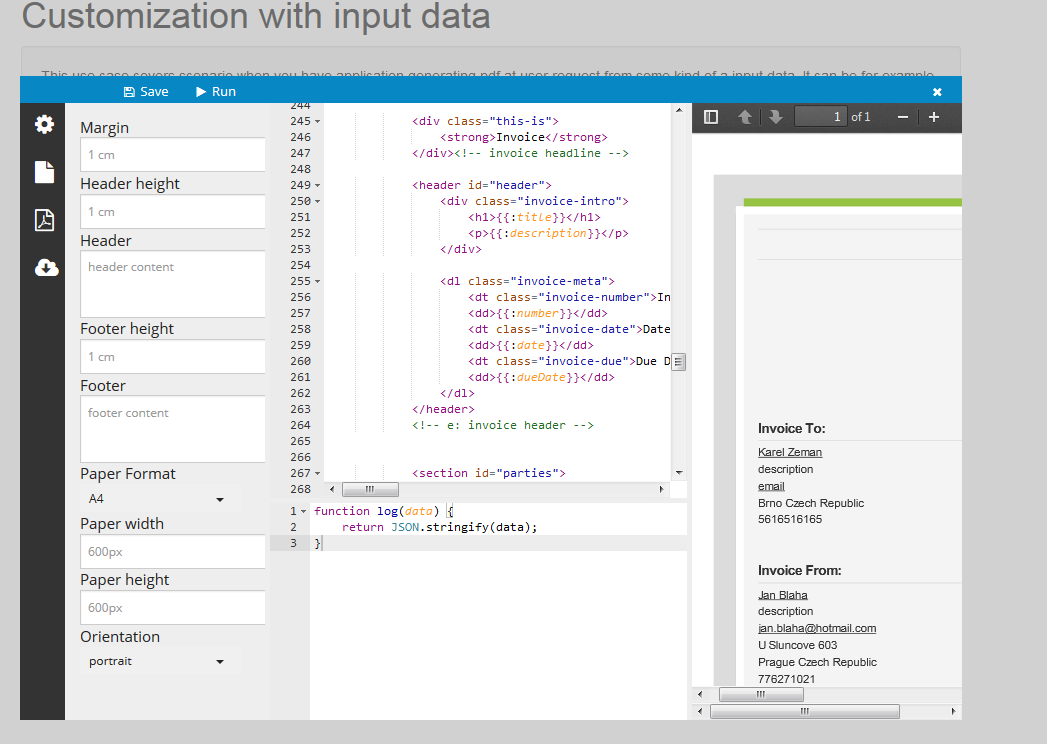 Customization with input data
This use case covers scenario when you have application generating pdf at user request from some kind of a input data. It can be for example
Save Run ×
Margin
1 cm
Header height
1 cm
Header
header content
Footer height
1 cm
Footer
footer content
Paper Format
A4
Paper width
600px
Paper height
600px
Orientation
portrait
244
245 <div class="this-is">
246 <strong>Invoice</strong>
247 </div><!-- invoice headline -->
248
249 <header id="header">
250 <div class="invoice-intro">
251 <h1>{{:title}}</h1>
252 <p>{{:description}}</p>
253 </div>
254
255 <dl class="invoice-meta">
256 <dt class="invoice-number">In
257 <dd>{{:number}}</dd>
258 <dt class="invoice-date">Date
259 <dd>{{:date}}</dd>
260 <dt class="invoice-due">Due D
261 <dd>{{:dueDate}}</dd>
262 </dl>
263 </header>
264 <!-- e: invoice header -->
265
266
267 <section id="parties">
268
1 function log(data) {
2 return JSON.stringify(data);
3 }
1 of 1
Invoice To:
Karel Zeman
description
email
Brno Czech Republic
5616516165
Invoice From:
Jan Blaha
description
jan.blaha@hotmail.com
U Sluncove 603
Prague Czech Republic
776271021